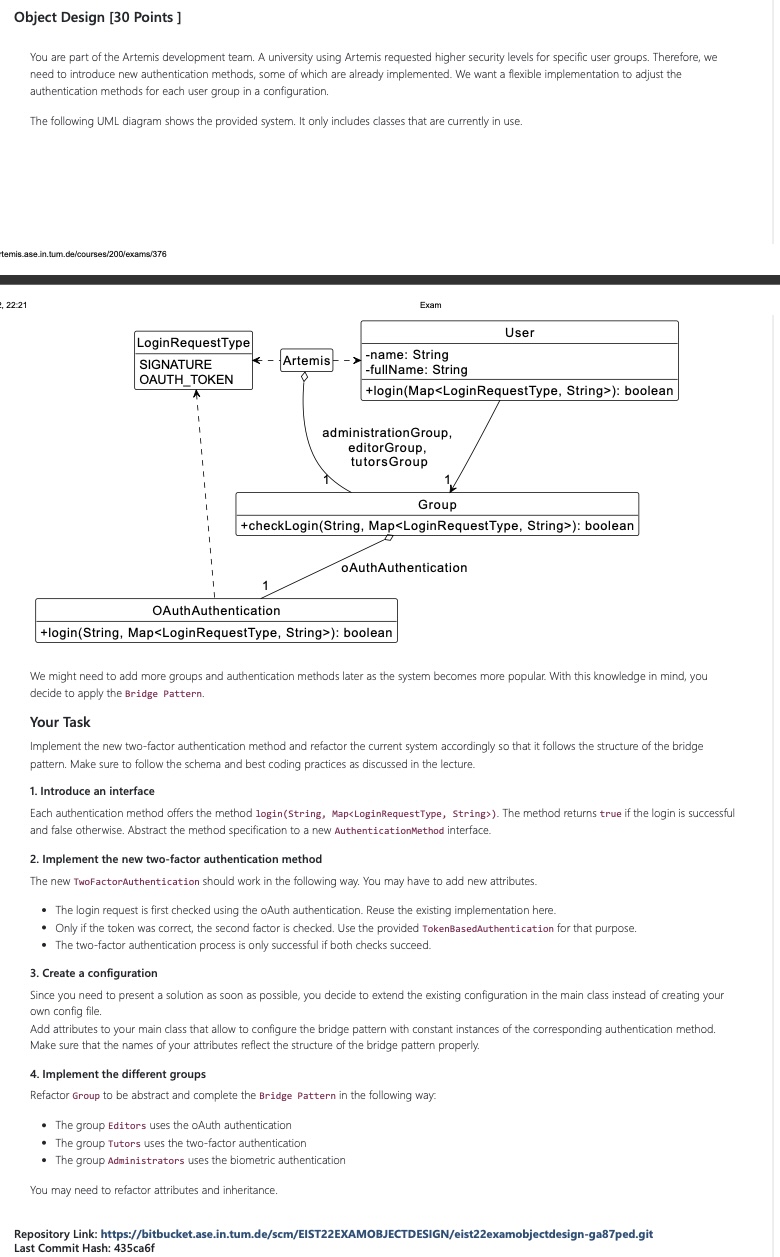 Object Design [30 Points ]
You are part of the Artemis development team. A university using Artemis requested higher security levels for specific user groups. Therefore, we
need to introduce new authentication methods, some of which are already implemented. We want a flexible implementation to adjust the
authentication methods for each user group in a configuration.
The following UML diagram shows the provided system. It only includes classes that are currently in use.
rtemis.ase.in.tum.de/courses/200/exams/376
2, 22:21
Exam
LoginRequestType
SIGNATURE
OAUTH_TOKEN
Artemis
User
-name: String
-fullName: String
+login(Map<LoginRequestType, String>): boolean
administrationGroup,
editorGroup,
tutorsGroup
1
1
Group
+checkLogin(String, Map<LoginRequestType, String>): boolean
oAuthAuthentication
1
OAuthAuthentication
+login(String, Map<LoginRequestType, String>): boolean
We might need to add more groups and authentication methods later as the system becomes more popular. With this knowledge in mind, you
decide to apply the Bridge Pattern.
Your Task
Implement the new two-factor authentication method and refactor the current system accordingly so that it follows the structure of the bridge
pattern. Make sure to follow the schema and best coding practices as discussed in the lecture.
1. Introduce an interface
Each authentication method offers the method login(String, Map<LoginRequestType, String>). The method returns true if the login is successful
and false otherwise. Abstract the method specification to a new AuthenticationMethod interface.
2. Implement the new two-factor authentication method
The new TwoFactorAuthentication should work in the following way. You may have to add new attributes.
• The login request is first checked using the oAuth authentication. Reuse the existing implementation here.
• Only if the token was correct, the second factor is checked. Use the provided TokenBasedAuthentication for that purpose.
• The two-factor authentication process is only successful if both checks succeed.
3. Create a configuration
Since you need to present a solution as soon as possible, you decide to extend the existing configuration in the main class instead of creating your
own config file.
Add attributes to your main class that allow to configure the bridge pattern with constant instances of the corresponding authentication method.
Make sure that the names of your attributes reflect the structure of the bridge pattern properly.
4. Implement the different groups
Refactor Group to be abstract and complete the Bridge Pattern in the following way:
• The group Editors uses the oAuth authentication
• The group Tutors uses the two-factor authentication
• The group Administrators uses the biometric authentication
You may need to refactor attributes and inheritance.
Repository Link: https://bitbucket.ase.in.tum.de/scm/EIST22EXAMOBJECTDESIGN/eist22examobjectdesign-ga87ped.git
Last Commit Hash: 435ca6f